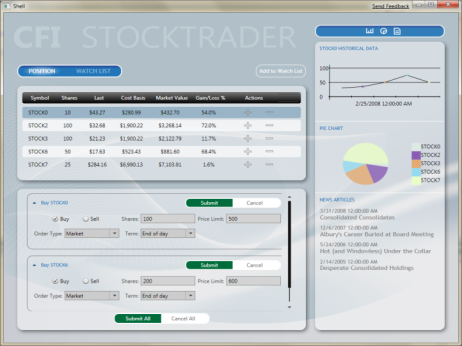 Shell
Send Feedback
CFI STOCKTRADER
POSITION
WATCH LIST
Add to Watch List
Symbol Shares Last Cost Basis Market Value Gain/Loss % Actions
STOCK0 10 $43.27 $280.99 $432.70 54.0%
STOCK2 100 $32.68 $1,900.22 $3,268.14 72.0%
STOCK3 100 $21.23 $1,900.22 $2,122.79 11.7%
STOCK6 50 $17.63 $523.43 $881.60 68.4%
STOCK7 25 $284.16 $6,990.13 $7,103.91 1.6%
Buy STOCK0
Submit
Cancel
Buy Sell Shares: 100 Price Limit: 500
Order Type: Market Term: End of day
Buy STOCK6
Submit
Cancel
Buy Sell Shares: 200 Price Limit: 600
Order Type: Market Term: End of day
Submit All
Cancel All
STOCK0 HISTORICAL DATA
100
50
0
2/25/2008 12:00:00 AM
PIE CHART
STOCK0
STOCK2
STOCK3
STOCK6
STOCK7
NEWS ARTICLES
3/31/2008 12:00:00 AM
Consolidated Consolidates
12/6/2007 12:00:00 AM
Albury's Career Buried at Board Meeting
5/24/2006 12:00:00 AM
Hot (and Windowless) Under the Collar
2/14/2005 12:00:00 AM
Desperate Consolidated Holdings